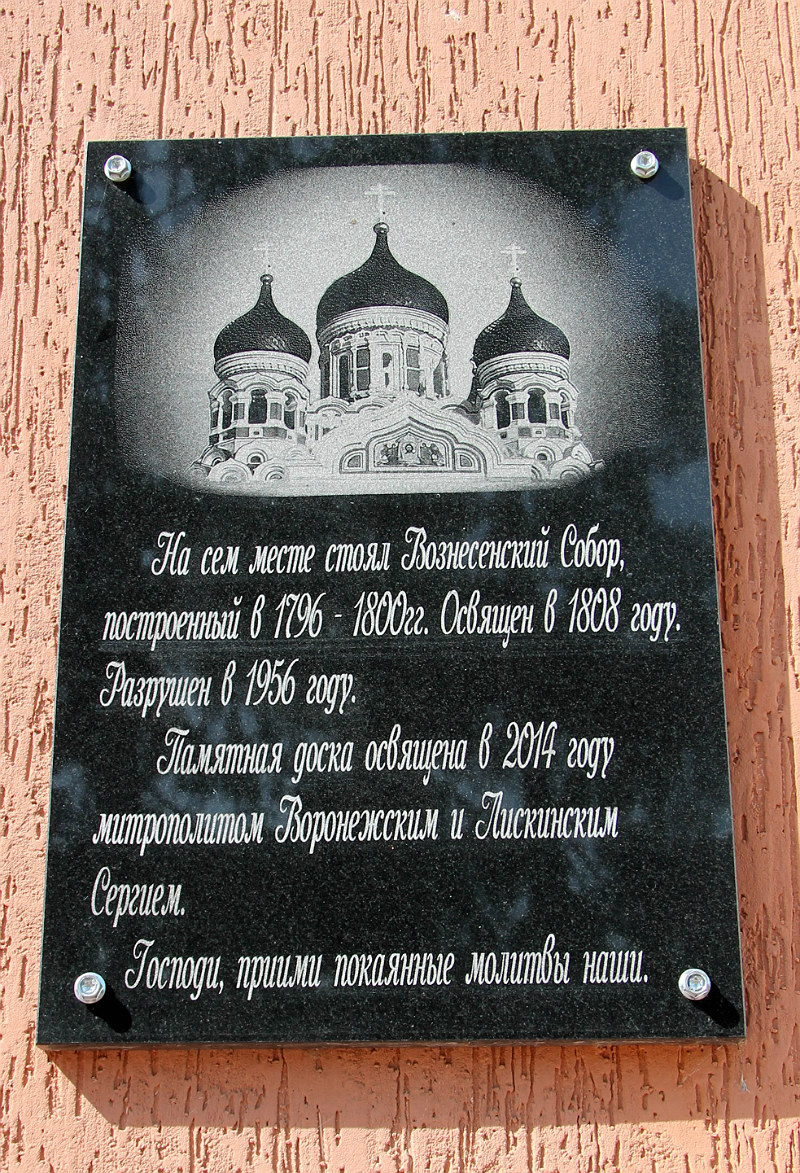 На сем месте стоял Вознесенский Собор,
построенный в 1796 - 1800гг. Освящен в 1808 году.
Разрушен в 1956 году.
Памятная доска освящена в 2014 году
митрополитом Воронежским и Лискинским
Сергием.
Господи, приими покаянные молитвы наши.